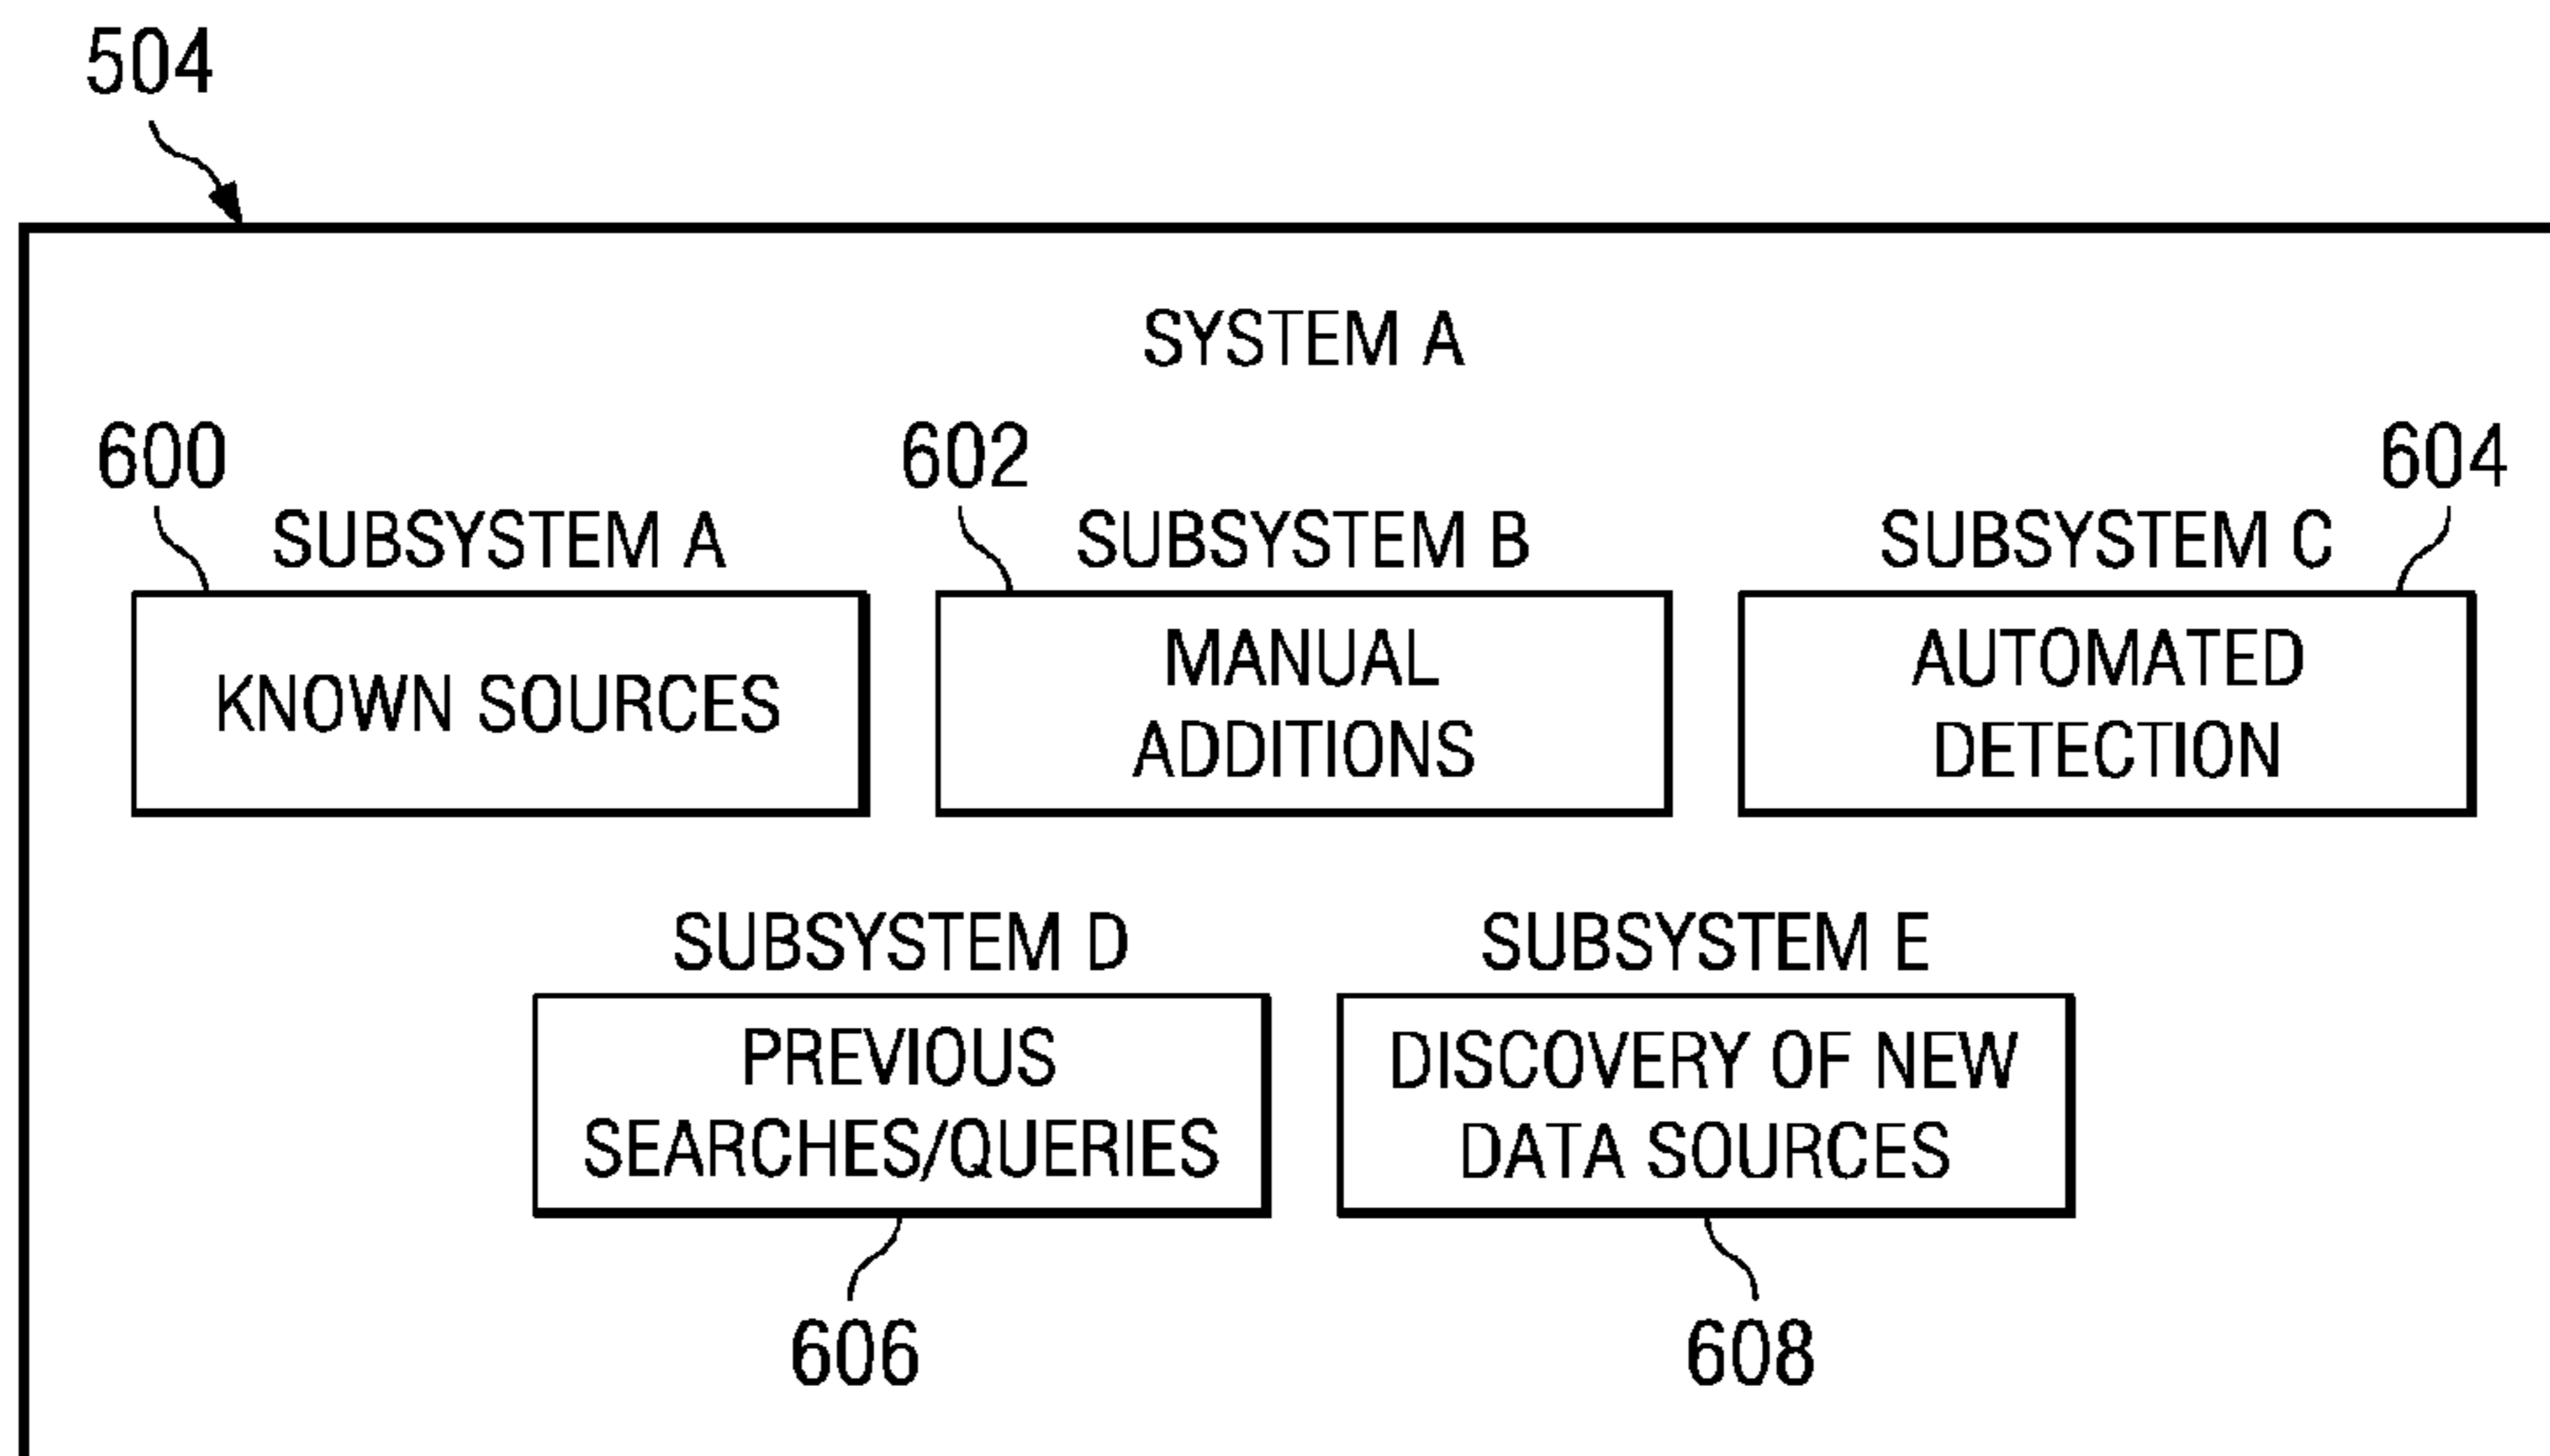 504
SYSTEM A
600
602
604
SUBSYSTEM A
SUBSYSTEM B
SUBSYSTEM C
KNOWN SOURCES
MANUAL
ADDITIONS
AUTOMATED
DETECTION
SUBSYSTEM D
SUBSYSTEM E
PREVIOUS
SEARCHES/QUERIES
DISCOVERY OF NEW
DATA SOURCES
606
608